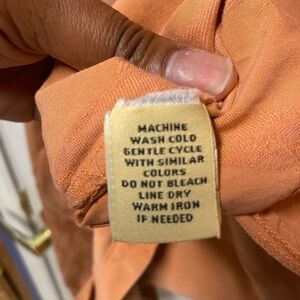 MACHINE
WASH COLD
GENTLE CYCLE
WITH SIMILAR
COLORS
DO NOT BLEACH
LINE DRY
WARM IRON
IF NEEDED